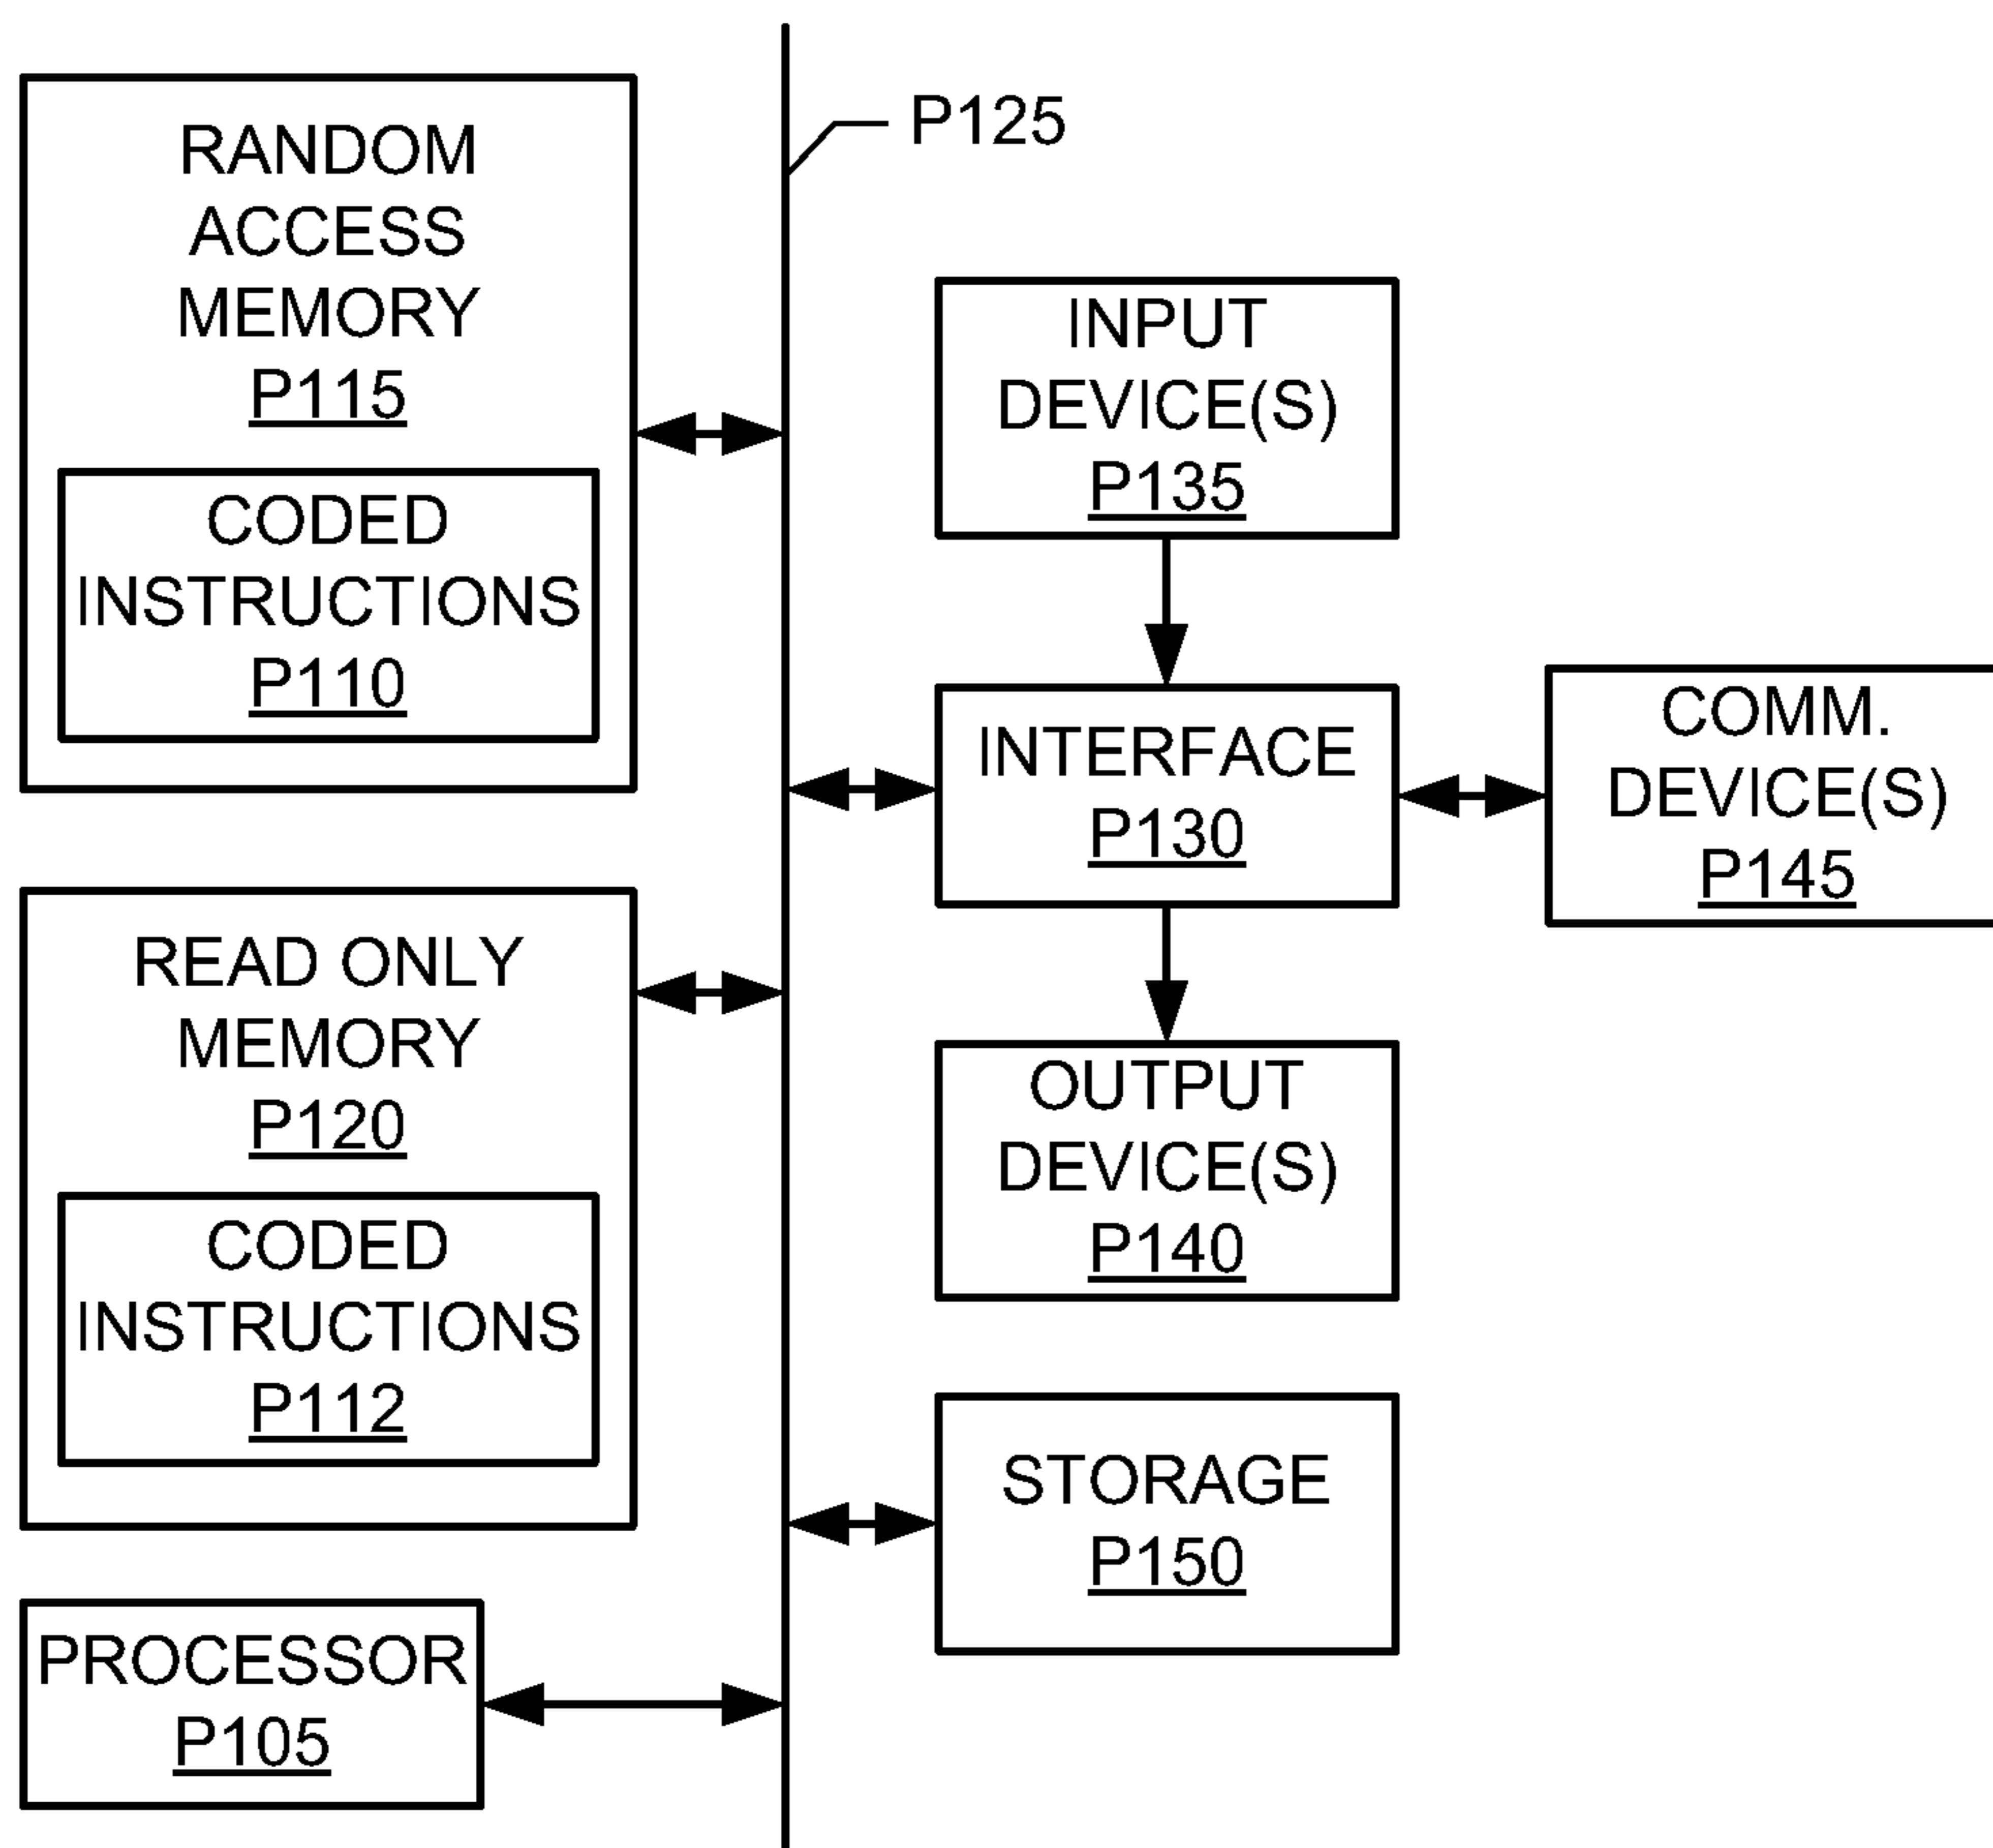 RANDOM
ACCESS
MEMORY
P115
CODED
INSTRUCTIONS
P110
READ ONLY
MEMORY
P120
CODED
INSTRUCTIONS
P112
PROCESSOR
P105
P125
INPUT
DEVICE(S)
P135
INTERFACE
P130
COMM.
DEVICE(S)
P145
OUTPUT
DEVICE(S)
P140
STORAGE
P150